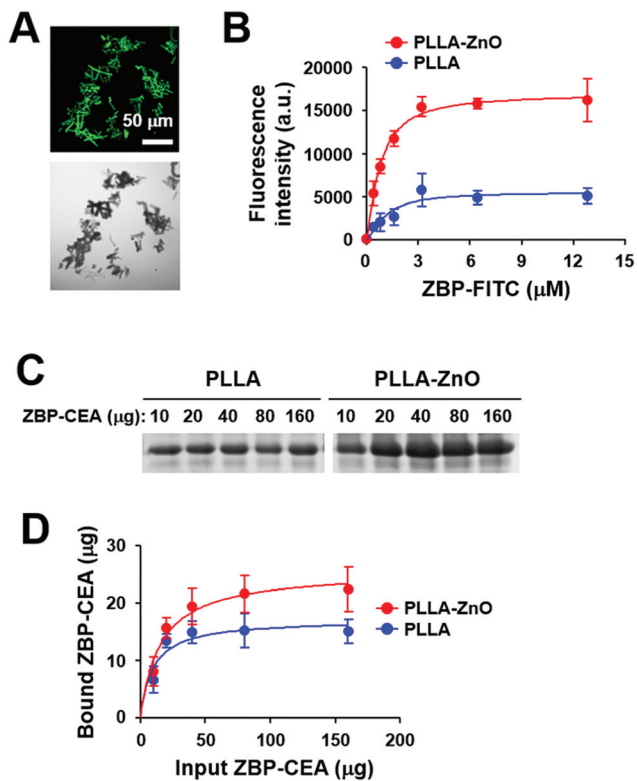 A
50 μm
B
PLLA-ZnO
PLLA
Fluorescence
intensity (a.u.)
20000
15000
10000
5000
0
0 3 6 9 12 15
ZBP-FITC (μM)
C
PLLA PLLA-ZnO
ZBP-CEA (μg): 10 20 40 80 160 10 20 40 80 160
D
Bound ZBP-CEA (μg)
30
20
10
0
0 50 100 150 200
Input ZBP-CEA (μg)
PLLA-ZnO
PLLA